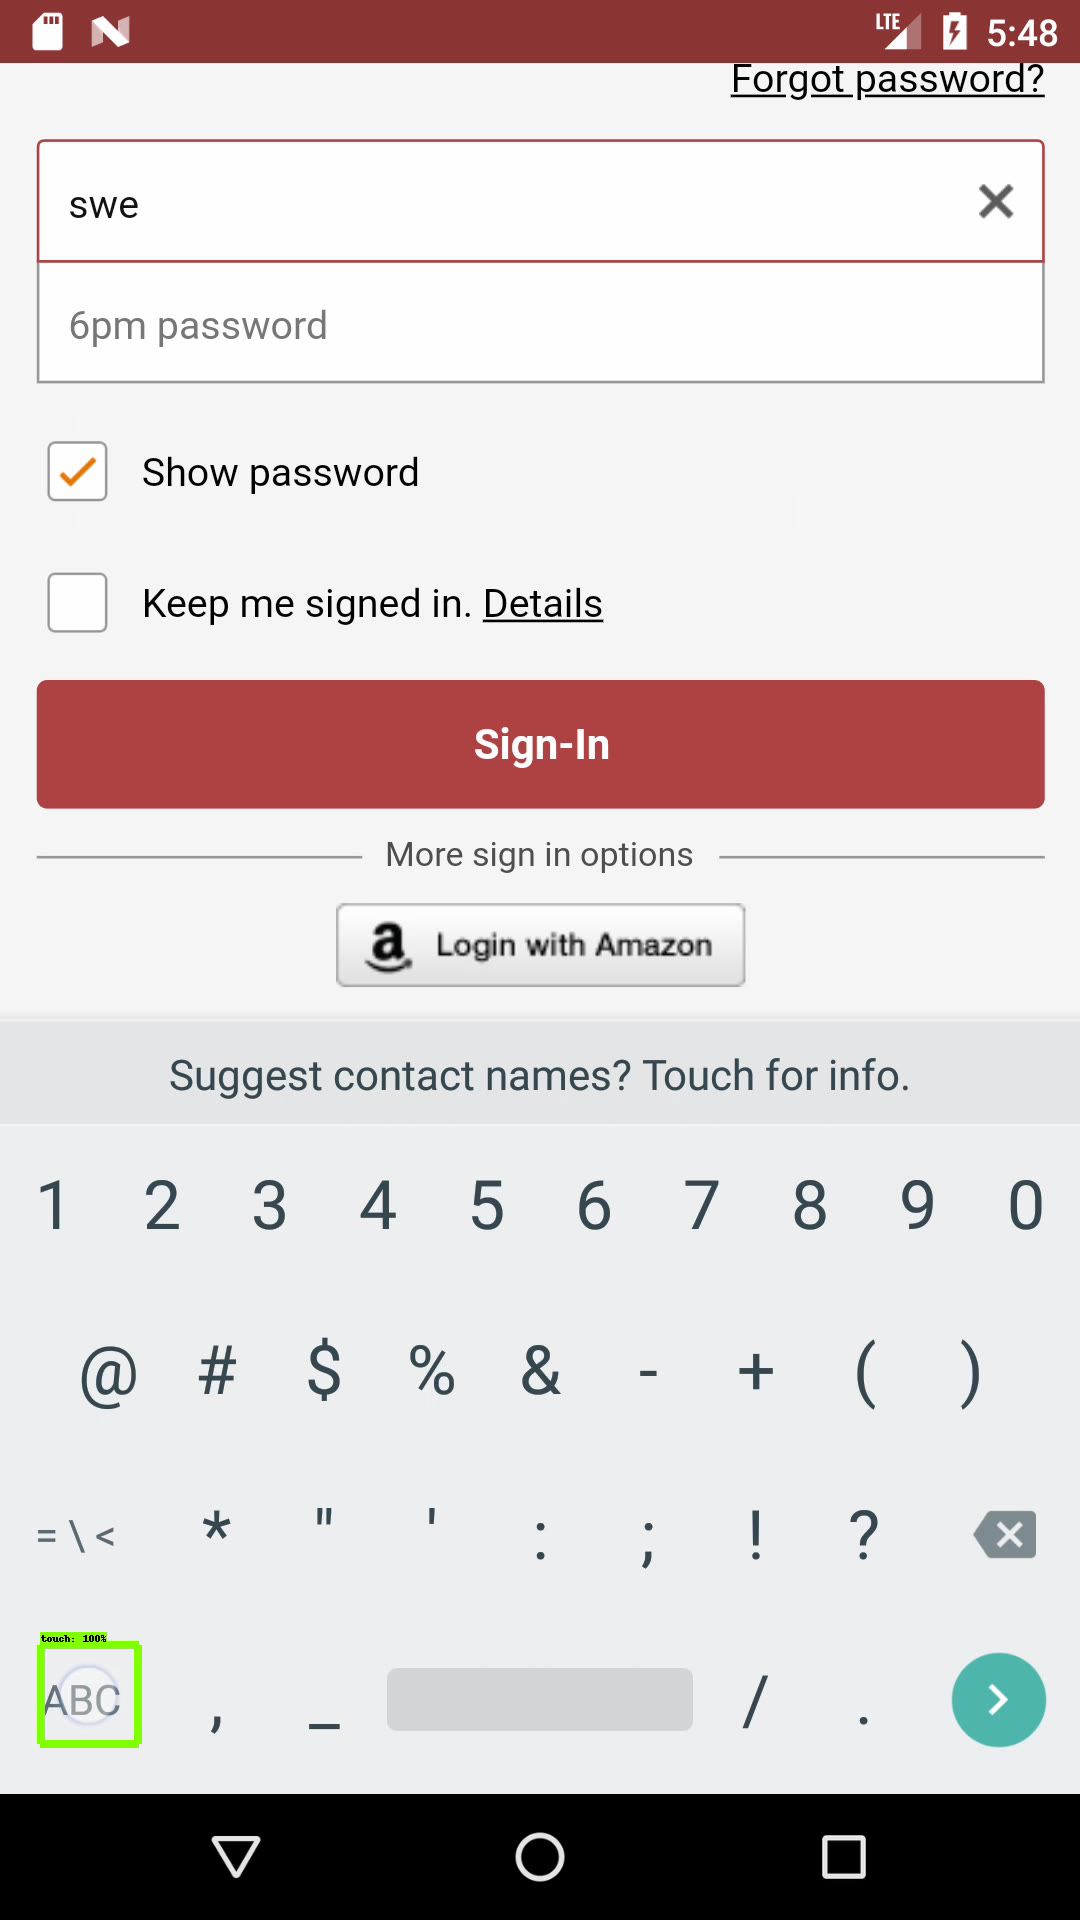 LTE 5:48
Forgot password?
swe
6pm password
Show password
Keep me signed in. Details
Sign-In
More sign in options
a Login with Amazon
Suggest contact names? Touch for info.
1 2 3 4 5 6 7 8 9 0
@ # $ % & - + ( )
= \ < * " ' : ; ! ?
touch: 100%
ABC , _ / .